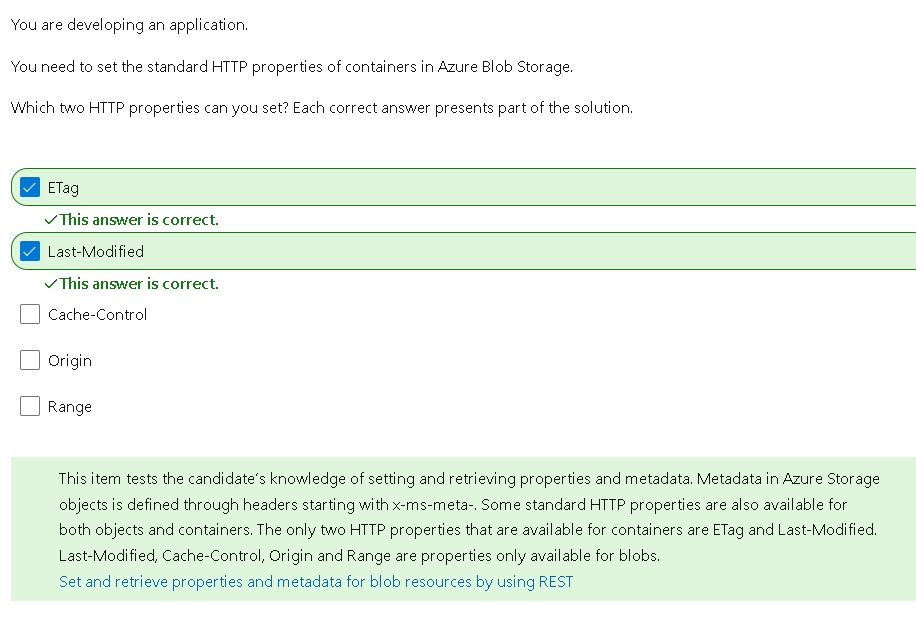 You are developing an application.
You need to set the standard HTTP properties of containers in Azure Blob Storage.
Which two HTTP properties can you set? Each correct answer presents part of the solution.
ETag
This answer is correct.
Last-Modified
This answer is correct.
Cache-Control
Origin
Range
This item tests the candidate’s knowledge of setting and retrieving properties and metadata. Metadata in Azure Storage
objects is defined through headers starting with x-ms-meta-. Some standard HTTP properties are also available for
both objects and containers. The only two HTTP properties that are available for containers are ETag and Last-Modified.
Last-Modified, Cache-Control, Origin and Range are properties only available for blobs.
Set and retrieve properties and metadata for blob resources by using REST